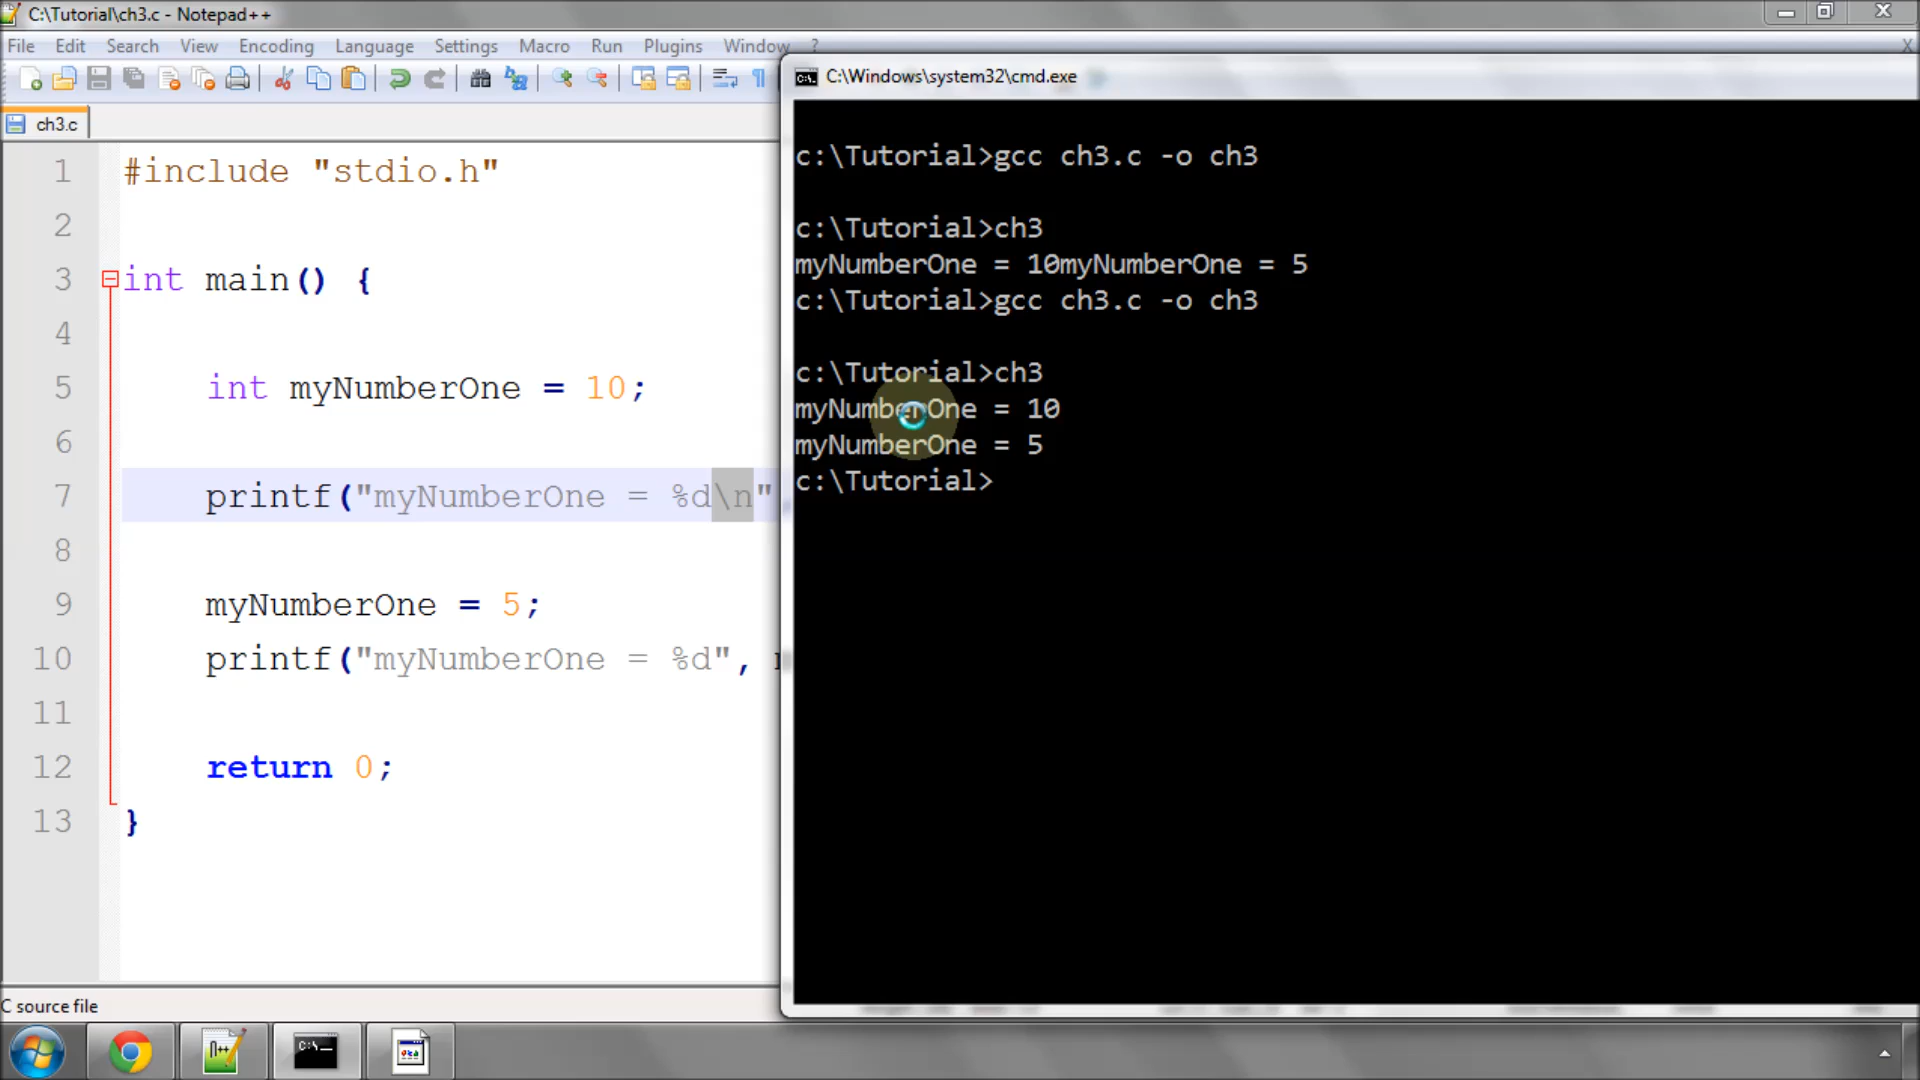 C:\Tutorial\ch3.c - Notepad++
File Edit Search View Encoding Language Settings Macro Run Plugins Window ?
ch3.c
1 #include "stdio.h"
2
3 int main() {
4
5 int myNumberOne = 10;
6
7 printf("myNumberOne = %d\n"
8
9 myNumberOne = 5;
10 printf("myNumberOne = %d",
11
12 return 0;
13 }
C source file
C:\Windows\system32\cmd.exe
c:\Tutorial>gcc ch3.c -o ch3
c:\Tutorial>ch3
myNumberOne = 10myNumberOne = 5
c:\Tutorial>gcc ch3.c -o ch3
c:\Tutorial>ch3
myNumberOne = 10
myNumberOne = 5
c:\Tutorial>